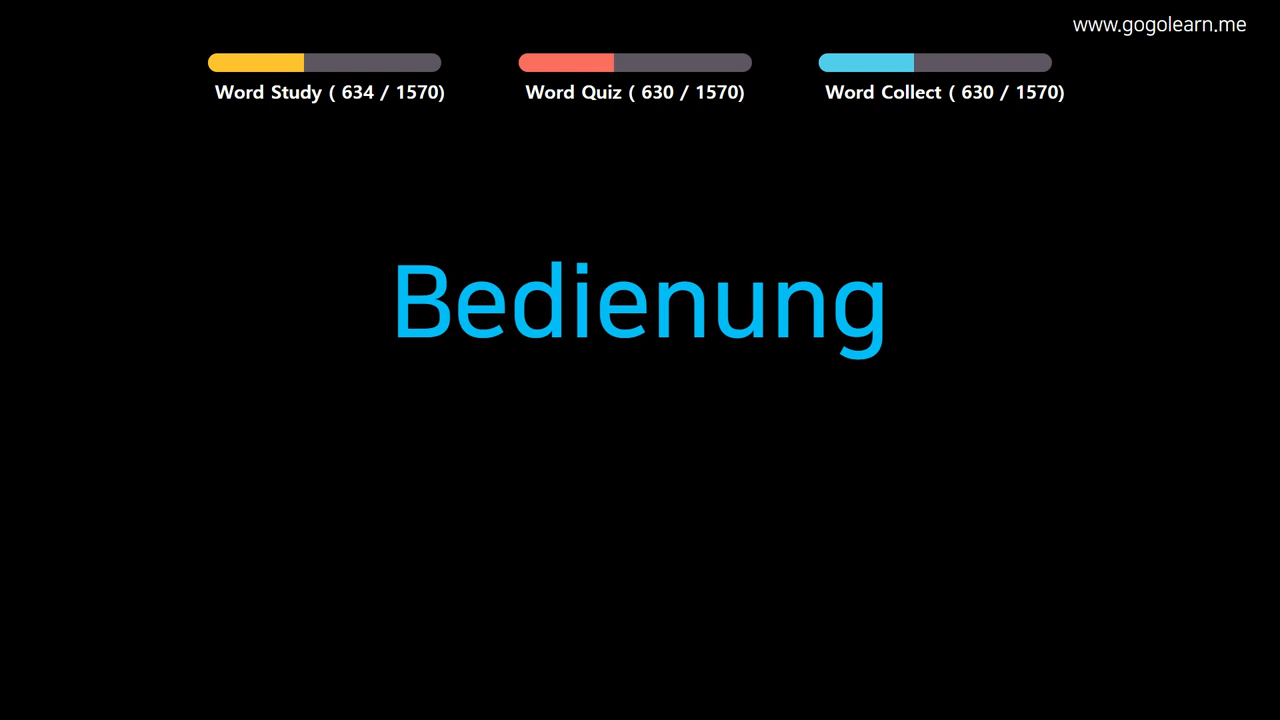 www.gogolearn.me
Word Study ( 634 / 1570)
Word Quiz ( 630 / 1570)
Word Collect ( 630 / 1570)
Bedienung